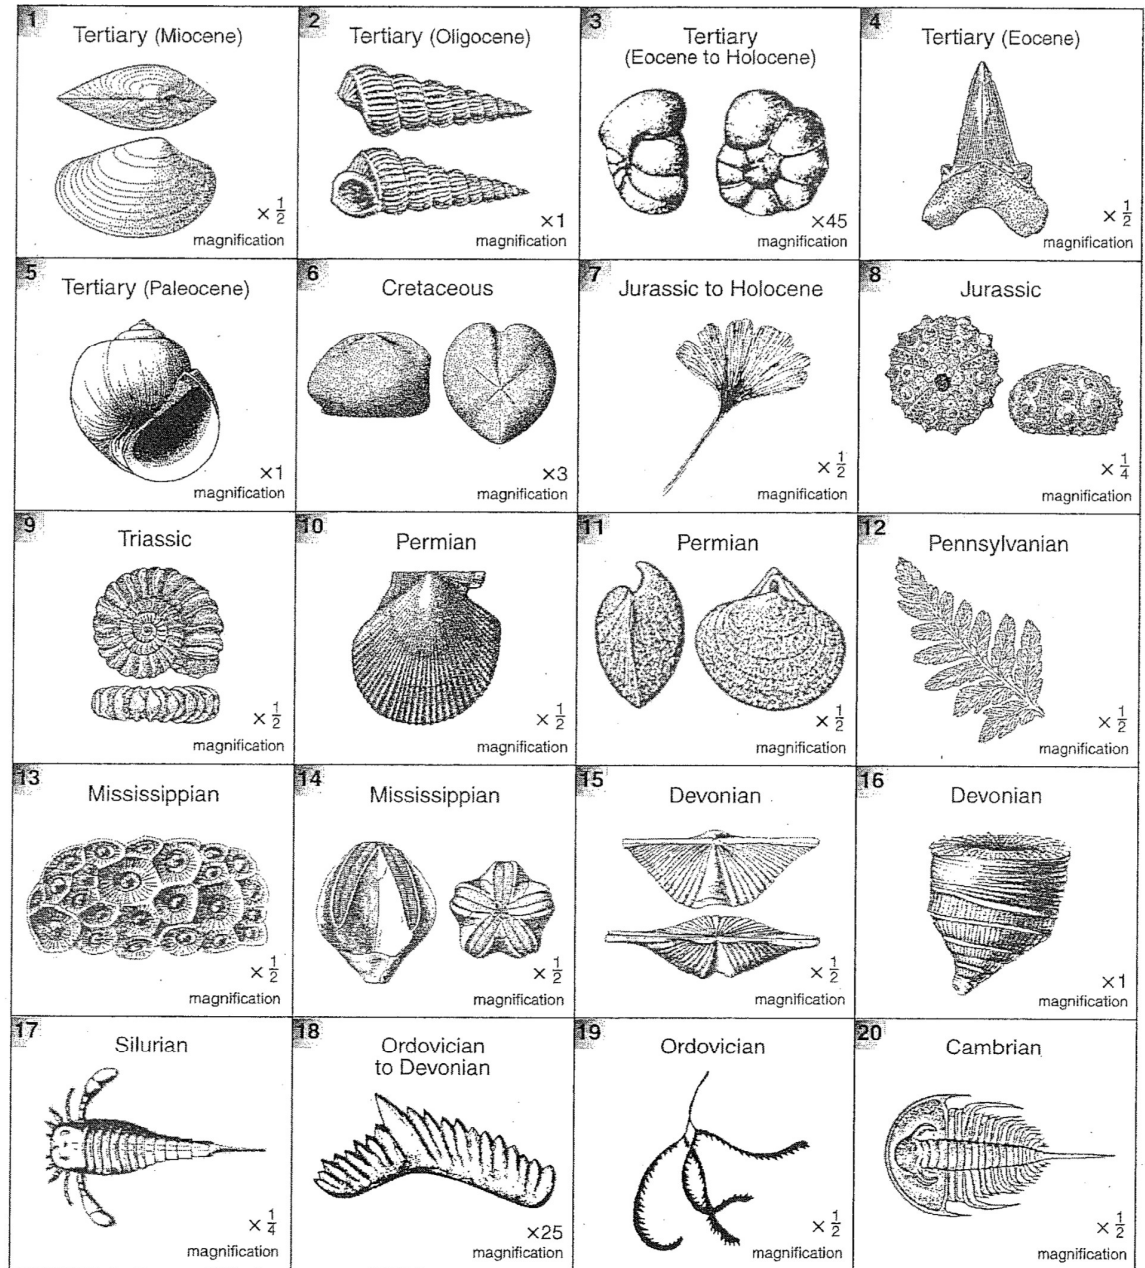 1
Tertiary (Miocene)
× 1/2
magnification
2
Tertiary (Oligocene)
×1
magnification
3
Tertiary
(Eocene to Holocene)
×45
magnification
4
Tertiary (Eocene)
× 1/2
magnification
5
Tertiary (Paleocene)
×1
magnification
6
Cretaceous
×3
magnification
7
Jurassic to Holocene
× 1/2
magnification
8
Jurassic
× 1/4
magnification
9
Triassic
× 1/2
magnification
10
Permian
× 1/2
magnification
11
Permian
× 1/2
magnification
12
Pennsylvanian
× 1/2
magnification
13
Mississippian
× 1/2
magnification
14
Mississippian
× 1/2
magnification
15
Devonian
× 1/2
magnification
16
Devonian
×1
magnification
17
Silurian
× 1/4
magnification
18
Ordovician
to Devonian
×25
magnification
19
Ordovician
× 1/2
magnification
20
Cambrian
× 1/2
magnification